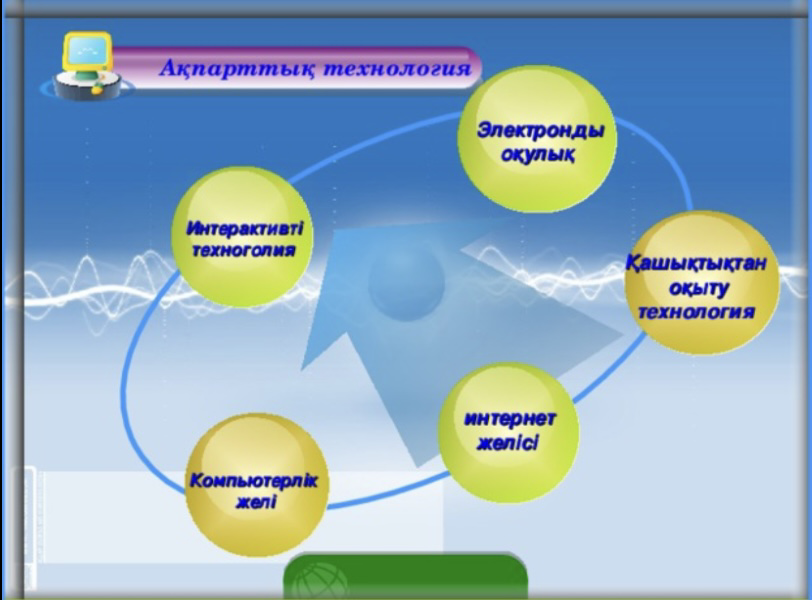 Ақпарттық технология
Электронды
оқулық
Интерактивті
техноголия
Қашықтықтан
оқыту
технология
интернет
желісі
Компьютерлік
желі